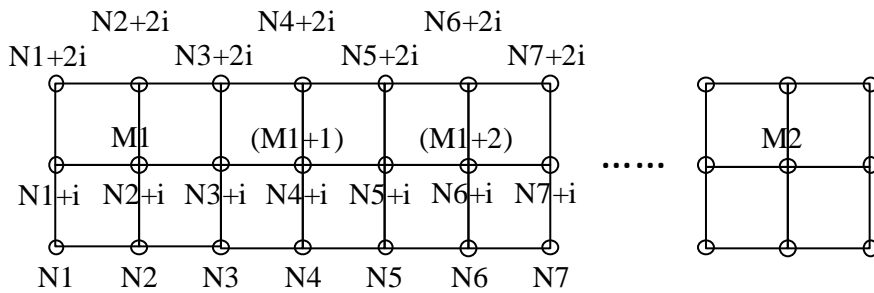 N2+2i N4+2i N6+2i
N1+2i N3+2i N5+2i N7+2i
M1 (M1+1) (M1+2) M2
......
N1+i N2+i N3+i N4+i N5+i N6+i N7+i
N1 N2 N3 N4 N5 N6 N7